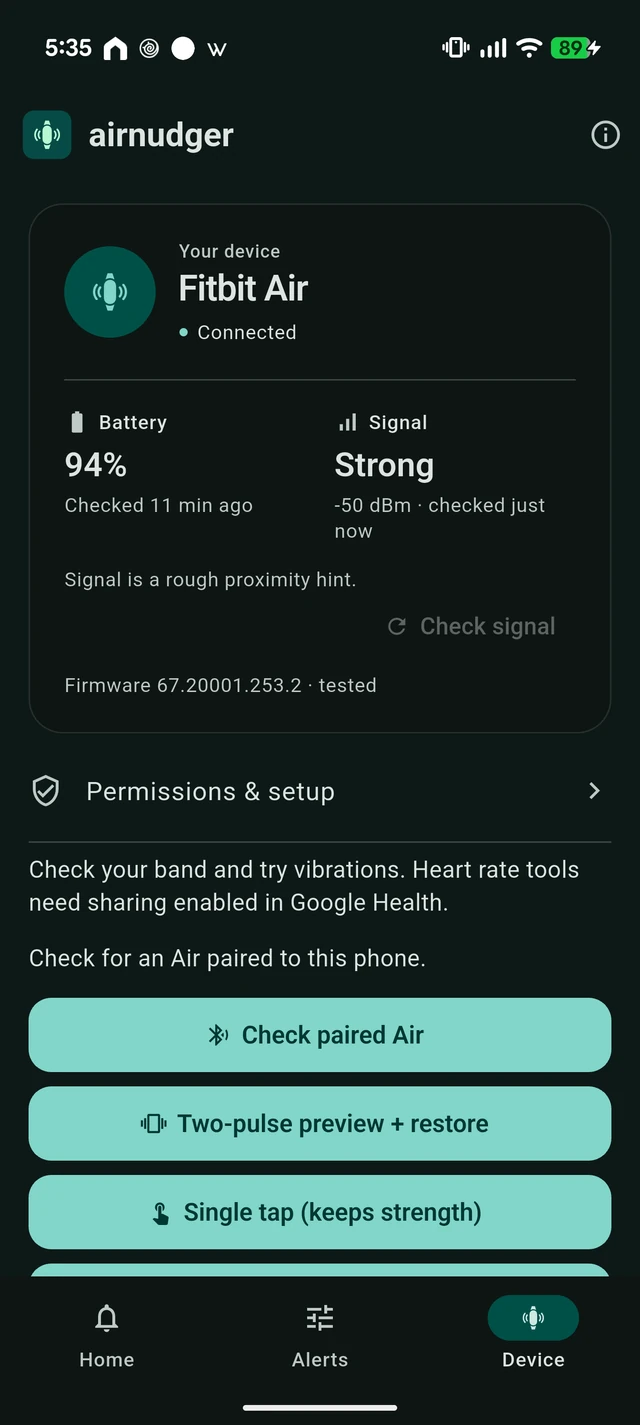 5:35
89
airnudger
Your device
Fitbit Air
Connected
Battery
Signal
94%
Strong
Checked 11 min ago
-50 dBm · checked just
now
Signal is a rough proximity hint.
Check signal
Firmware 67.20001.253.2 · tested
Permissions & setup
Check your band and try vibrations. Heart rate tools
need sharing enabled in Google Health.
Check for an Air paired to this phone.
Check paired Air
Two-pulse preview + restore
Single tap (keeps strength)
Home
Alerts
Device